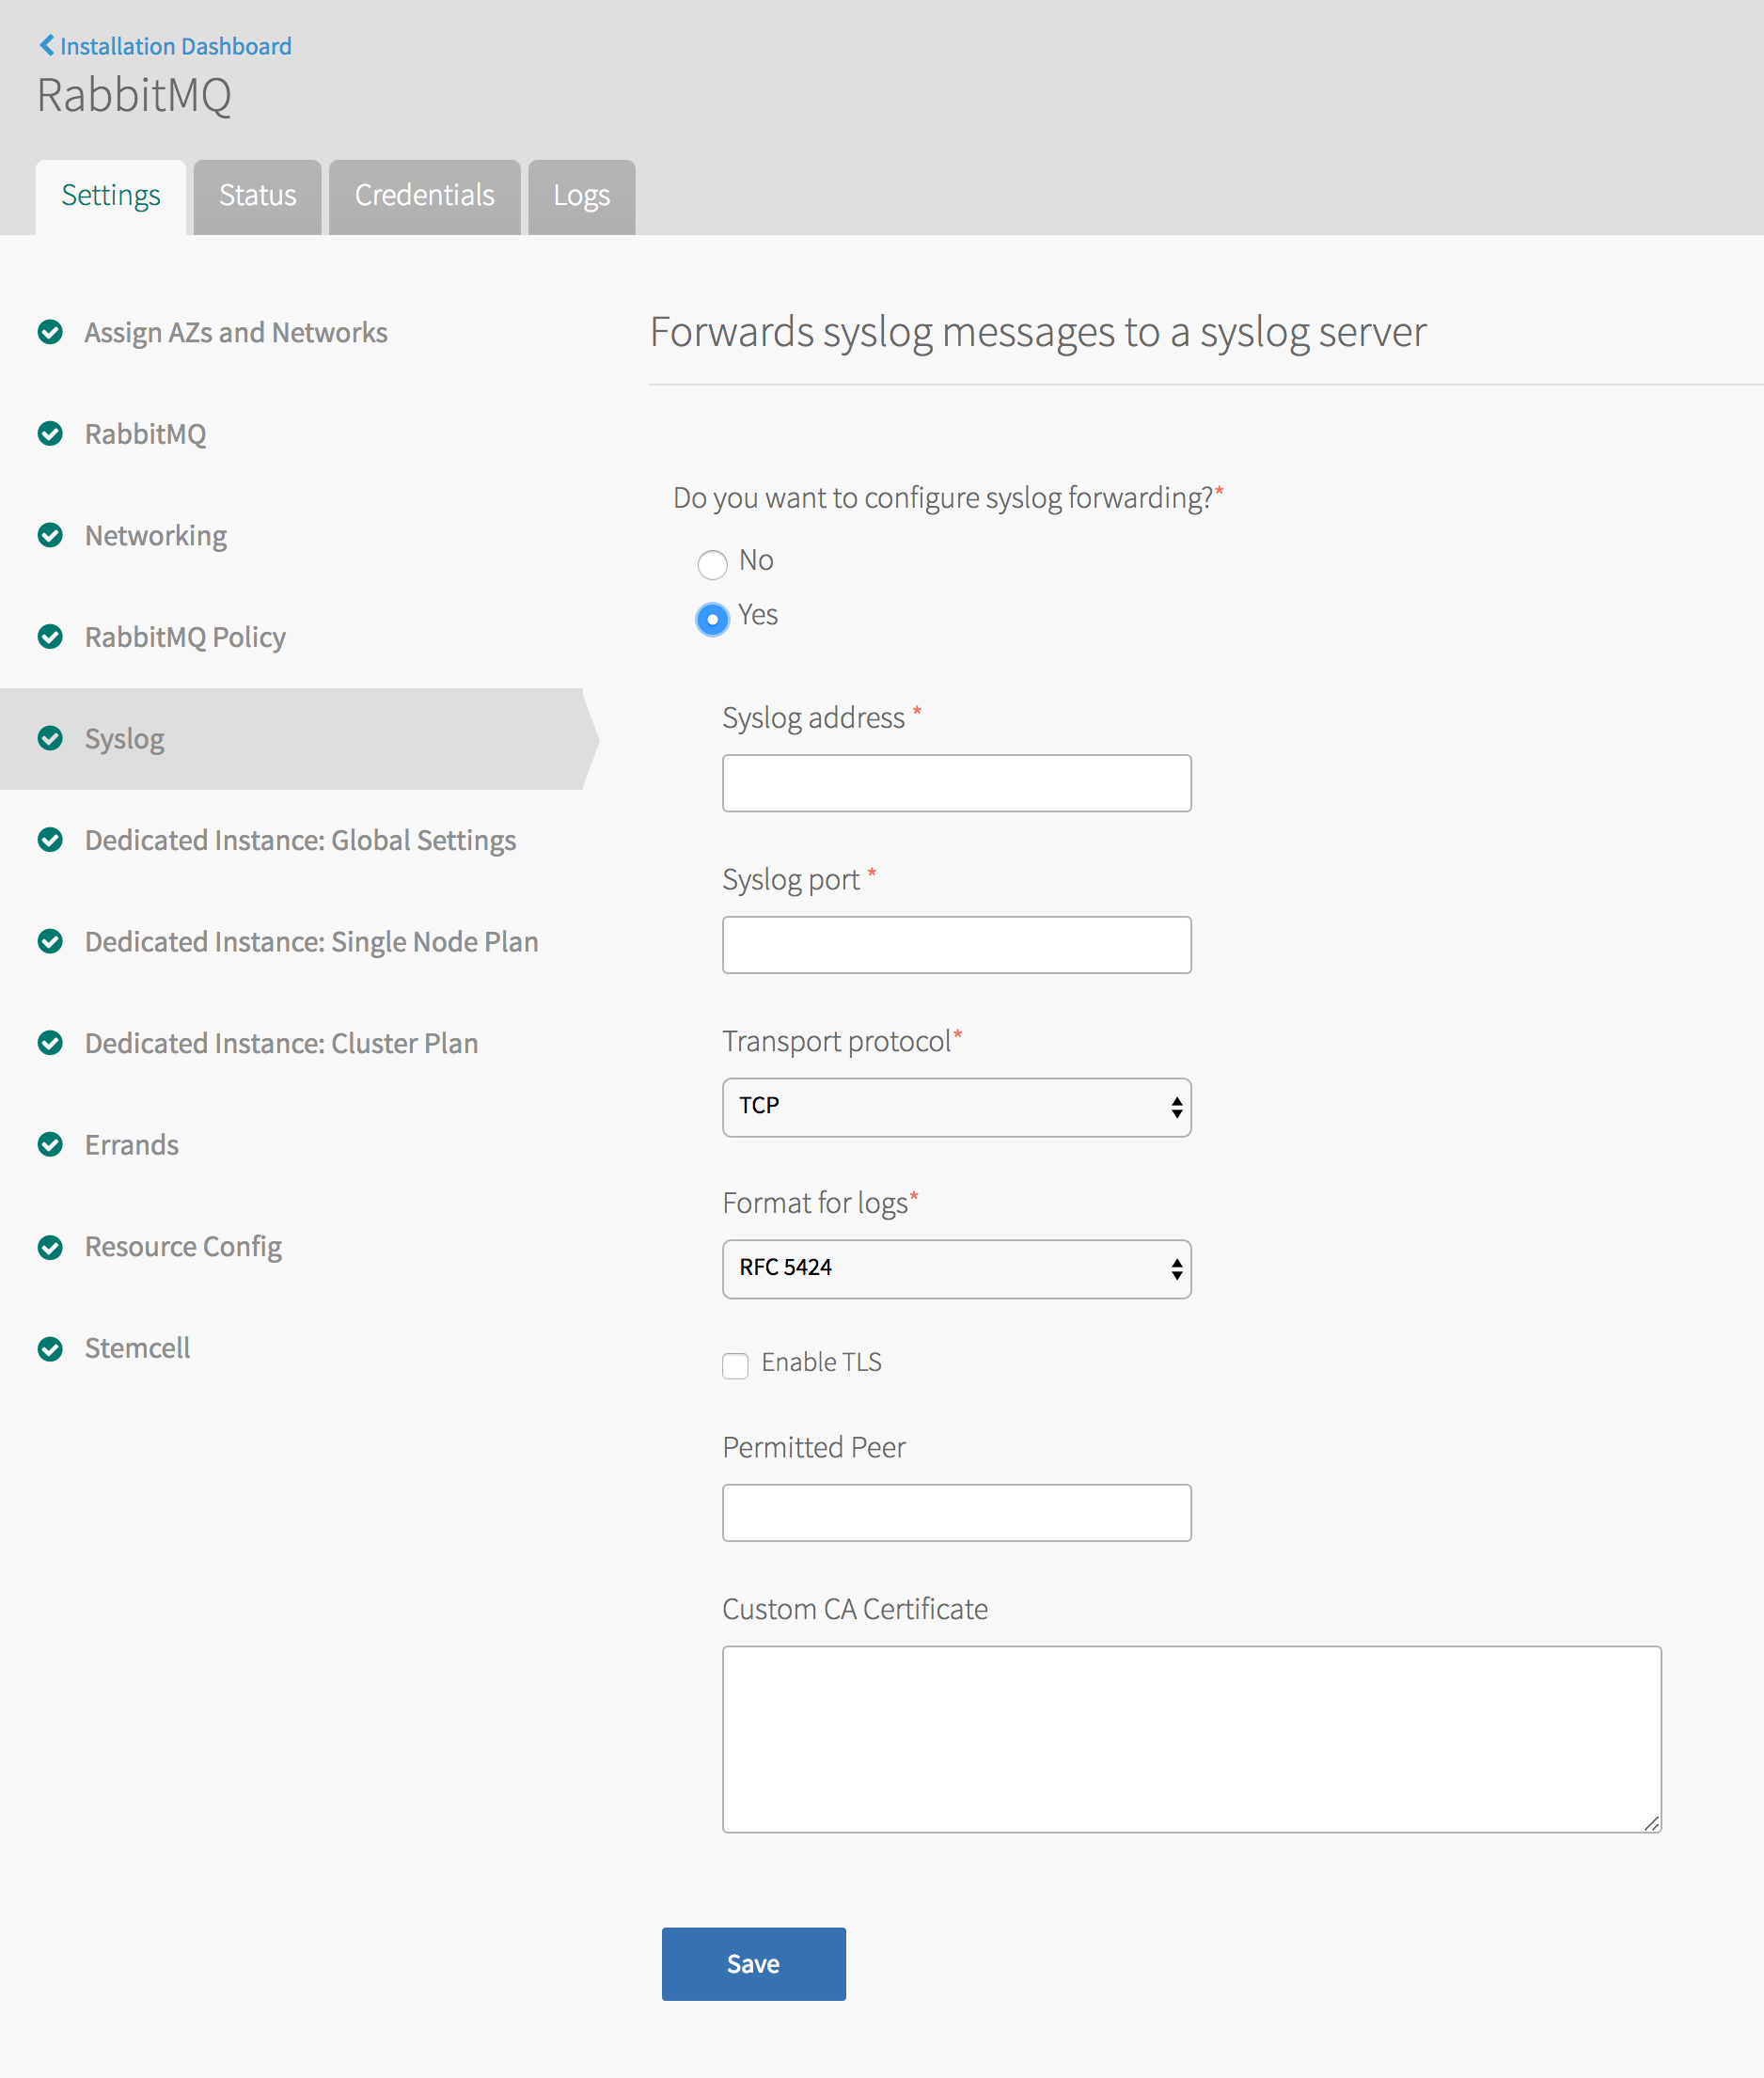 Installation Dashboard
RabbitMQ
Settings
Status
Credentials
Logs
Assign AZs and Networks
RabbitMQ
Networking
RabbitMQ Policy
Syslog
Dedicated Instance: Global Settings
Dedicated Instance: Single Node Plan
Dedicated Instance: Cluster Plan
Errands
Resource Config
Stemcell
Forwards syslog messages to a syslog server
Do you want to configure syslog forwarding?*
No
Yes
Syslog address *
Syslog port *
Transport protocol*
TCP
Format for logs*
RFC 5424
Enable TLS
Permitted Peer
Custom CA Certificate
Save